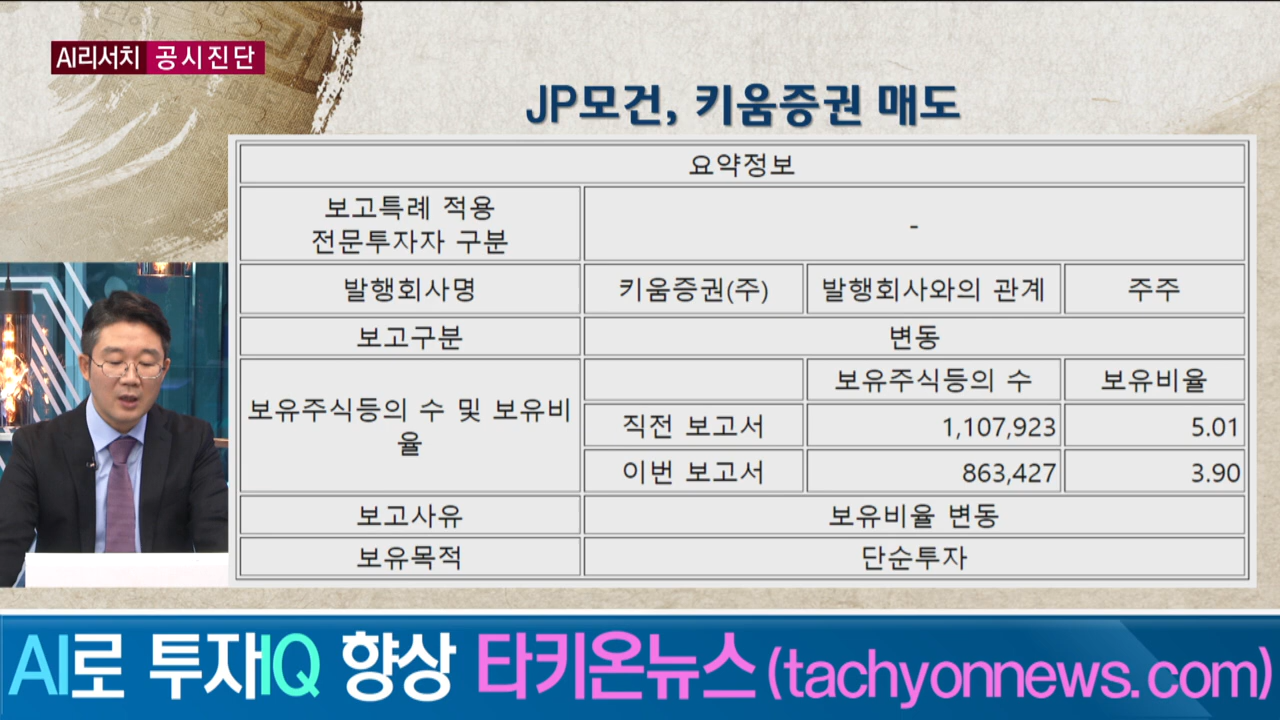 AI리서치 공시진단
JP모건, 키움증권 매도
요약정보
보고특례 적용
전문투자자 구분
-
발행회사명 키움증권(주) 발행회사와의 관계 주주
보고구분 변동
보유주식등의 수 및 보유비
율
보유주식등의 수 보유비율
직전 보고서 1,107,923 5.01
이번 보고서 863,427 3.90
보고사유 보유비율 변동
보유목적 단순투자
AI로 투자IQ 향상 타키온뉴스(tachyonnews.com)